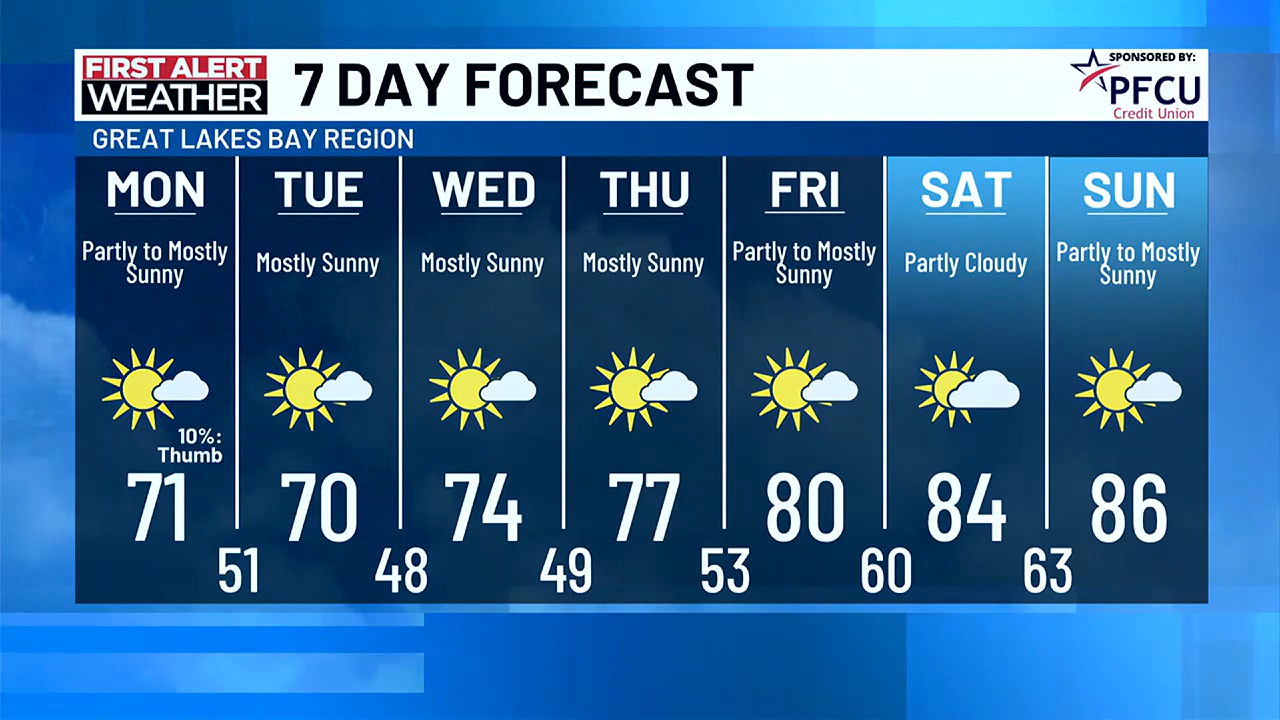 FIRST ALERT
WEATHER
7 DAY FORECAST
SPONSORED BY:
PFCU
Credit Union
GREAT LAKES BAY REGION
MON
Partly to Mostly
Sunny
10%:
Thumb
71
51
TUE
Mostly Sunny
70
48
WED
Mostly Sunny
74
49
THU
Mostly Sunny
77
53
FRI
Partly to Mostly
Sunny
80
60
SAT
Partly Cloudy
84
63
SUN
Partly to Mostly
Sunny
86